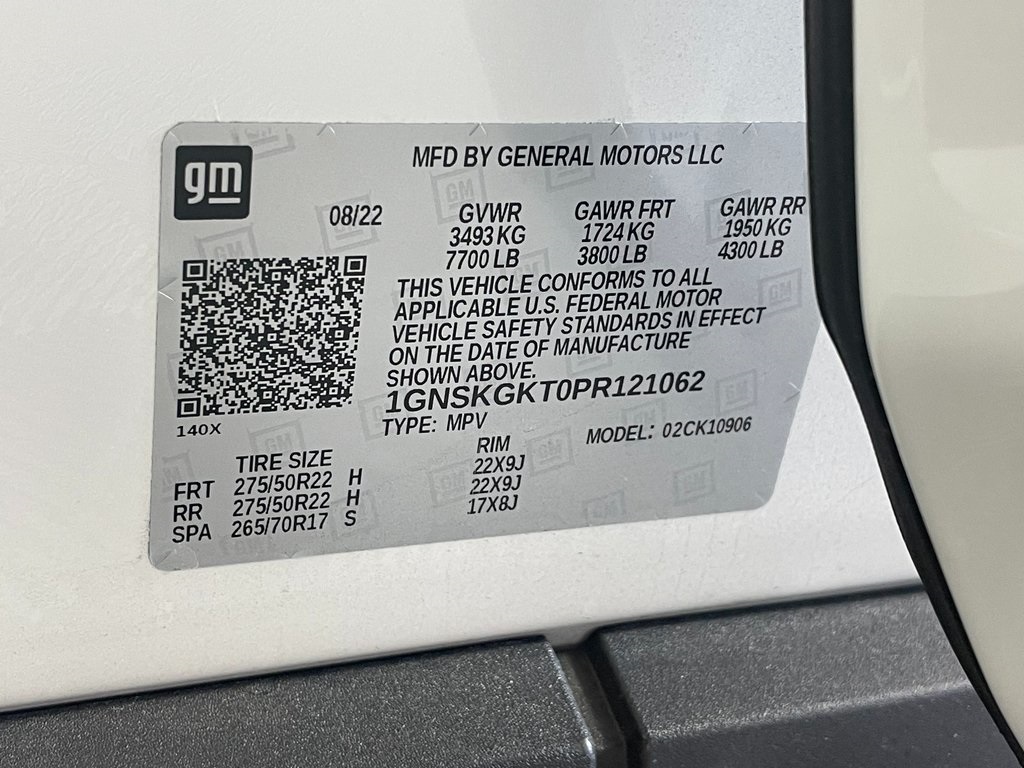 gm
MFD BY GENERAL MOTORS LLC
08/22 GVWR GAWR FRT GAWR RR
3493 KG 1724 KG 1950 KG
7700 LB 3800 LB 4300 LB
THIS VEHICLE CONFORMS TO ALL
APPLICABLE U.S. FEDERAL MOTOR
VEHICLE SAFETY STANDARDS IN EFFECT
ON THE DATE OF MANUFACTURE
SHOWN ABOVE.
1GNSKGKT0PR121062
140X
TYPE: MPV MODEL: 02CK10906
TIRE SIZE RIM
FRT 275/50R22 H 22X9J
RR 275/50R22 H 22X9J
SPA 265/70R17 S 17X8J